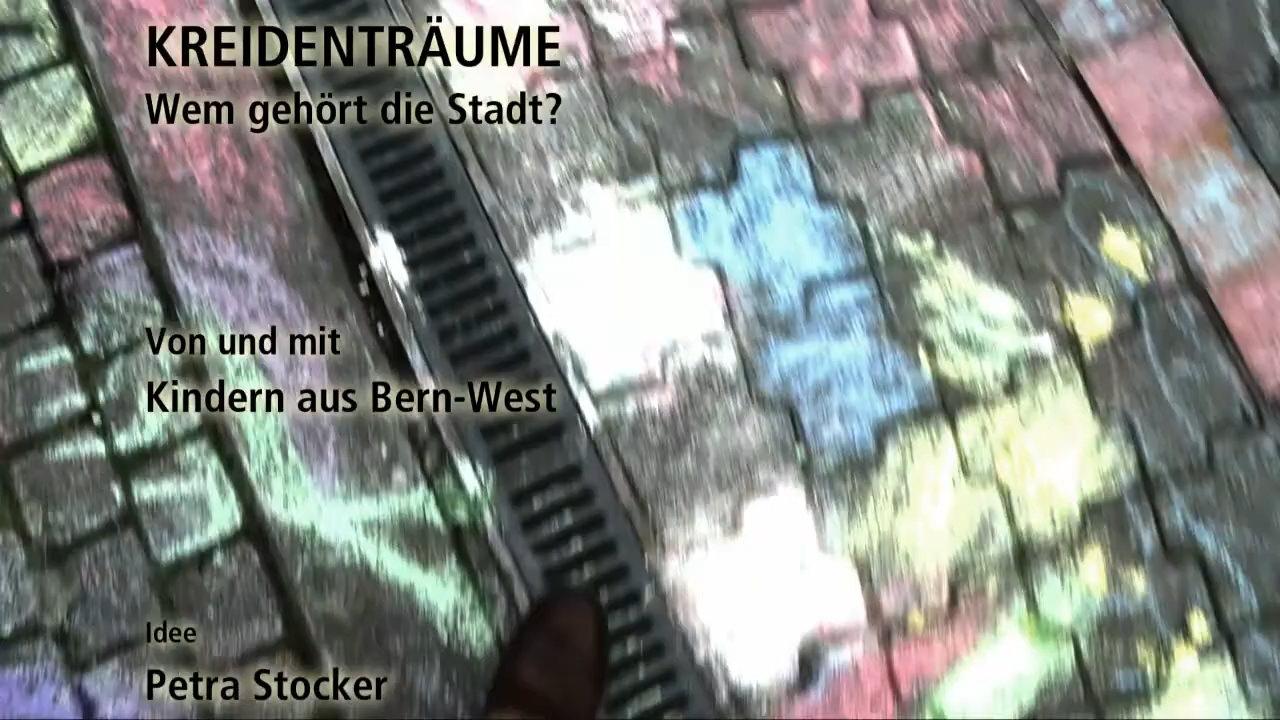 KREIDENTRÄUME
Wem gehört die Stadt?
Von und mit
Kindern aus Bern-West
Idee
Petra Stocker